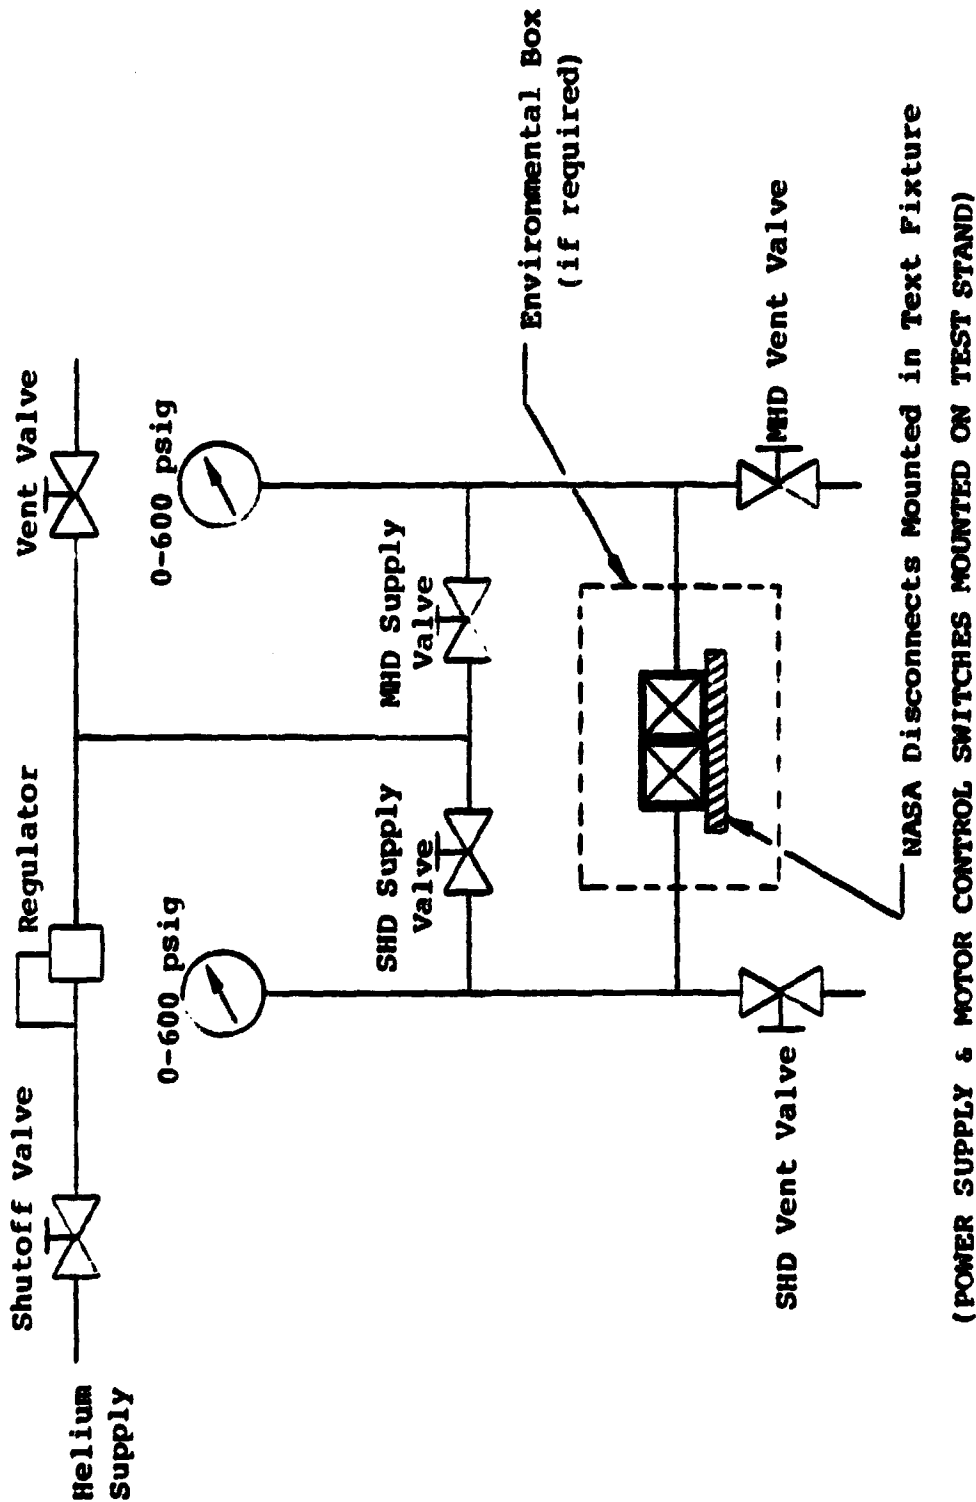 Helium
Supply
Shutoff Valve
Regulator
Vent Valve
0-600 psig
0-600 psig
SHD Supply
Valve
MHD Supply
Valve
Environmental Box
(if required)
SHD Vent Valve
MHD Vent Valve
NASA Disconnects Mounted in Text Fixture
(POWER SUPPLY & MOTOR CONTROL SWITCHES MOUNTED ON TEST STAND)